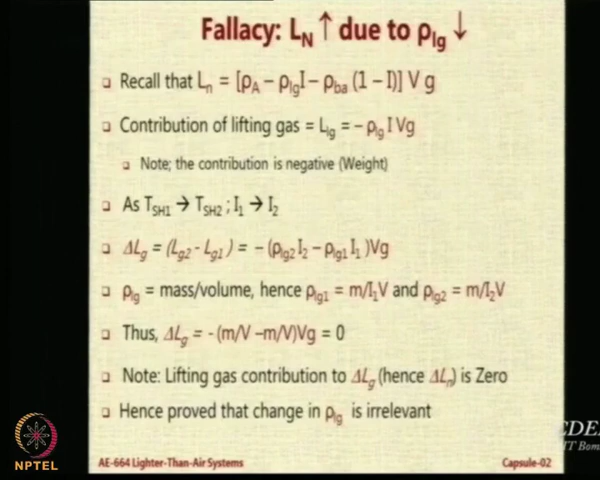 Fallacy: L_N ↑ due to ρ_lg ↓
Recall that L_n = [ρ_A – ρ_lg I – ρ_ba (1 – I)] V g
Contribution of lifting gas = L_lg = – ρ_lg I Vg
Note; the contribution is negative (Weight)
As T_SH1 → T_SH2 ; I_1 → I_2
ΔL_g = (L_g2 - L_g1) = – (ρ_lg2 I_2 – ρ_lg1 I_1 )Vg
ρ_lg = mass/volume, hence ρ_lg1 = m/I_1V and ρ_lg2 = m/I_2V
Thus, ΔL_g = -(m/V –m/V)Vg = 0
Note: Lifting gas contribution to ΔL_g (hence ΔL_n) is Zero
Hence proved that change in ρ_lg is irrelevant
NPTEL
AE-664 Lighter-Than-Air Systems
Capsule-02